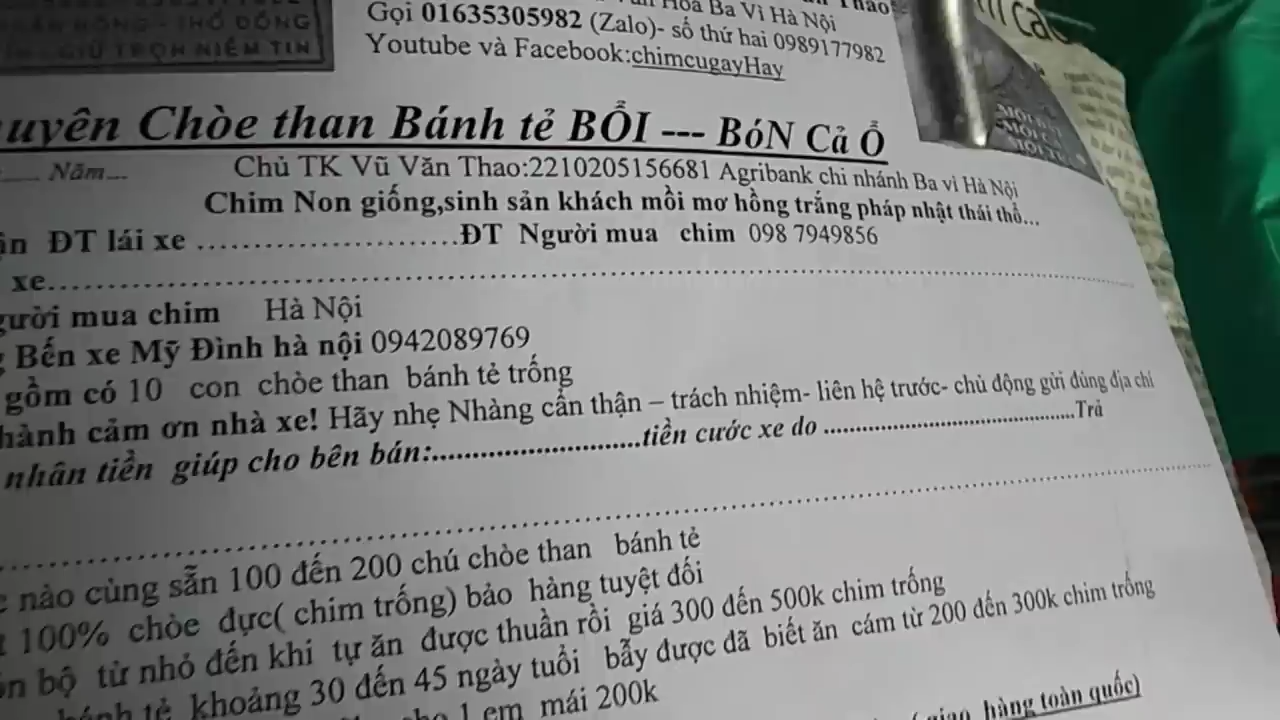 THỔ ĐỒNG
GIỮ TRỌN NIỀM TIN
Hòa Ba Vì Hà Nội
Gọi 01635305982 (Zalo)- số thứ hai 0989177982
Youtube và Facebook:chimcugayHay
uyên Chòe than Bánh tẻ BỔI --- BóN Cả Ổ
..... Năm... Chủ TK Vũ Văn Thao:2210205156681 Agribank chi nhánh Ba vì Hà Nội
Chim Non giống,sinh sản khách mồi mơ hồng trắng pháp nhật thái thổ...
ĐT lái xe ........................ĐT Người mua chim 098 7949856
xe.................................................................
gười mua chim Hà Nội
Bến xe Mỹ Đình hà nội 0942089769
gồm có 10 con chòe than bánh tẻ trống
hành cảm ơn nhà xe! Hãy nhẹ Nhàng cẩn thận – trách nhiệm- liên hệ trước- chủ động gửi đúng địa chỉ
nhân tiền giúp cho bên bán:........................tiền cước xe do ........................................Trả
.................................................................
nào cùng sẵn 100 đến 200 chú chòe than bánh tẻ
100% chòe đực( chim trống) bảo hàng tuyệt đối
bộ từ nhỏ đến khi tự ăn được thuần rồi giá 300 đến 500k chim trống
bánh tẻ khoảng 30 đến 45 ngày tuổi bẫy được đã biết ăn cám từ 200 đến 300k chim trống
1 em mái 200k
giao hàng toàn quốc)